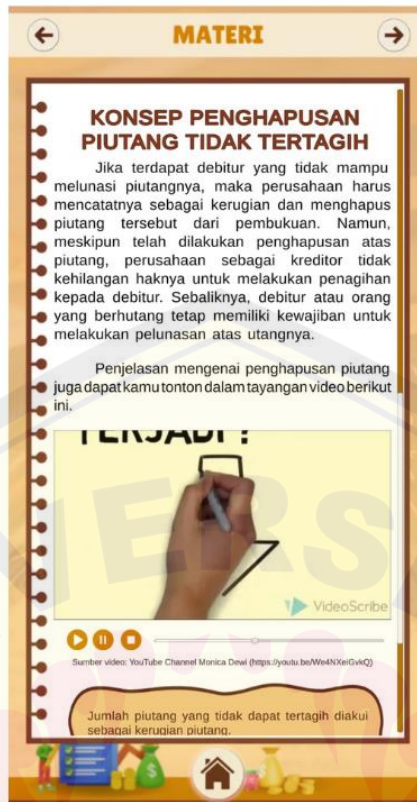 MATERI
KONSEP PENGHAPUSAN
PIUTANG TIDAK TERTAGIH
Jika terdapat debitur yang tidak mampu
melunasi piutangnya, maka perusahaan harus
mencatatnya sebagai kerugian dan menghapus
piutang tersebut dari pembukuan. Namun,
meskipun telah dilakukan penghapusan atas
piutang, perusahaan sebagai kreditor tidak
kehilangan haknya untuk melakukan penagihan
kepada debitur. Sebaliknya, debitur atau orang
yang berhutang tetap memiliki kewajiban untuk
melakukan pelunasan atas utangnya.
Penjelasan mengenai penghapusan piutang
juga dapat kamu tonton dalam tayangan video berikut
ini.
TERJADI ?
VideoScribe
Sumber video: YouTube Channel Monica Dewi (https://youtu.be/We4NXeiGvkQ)
Jumlah piutang yang tidak dapat tertagih diakui
sebagai kerugian piutang.